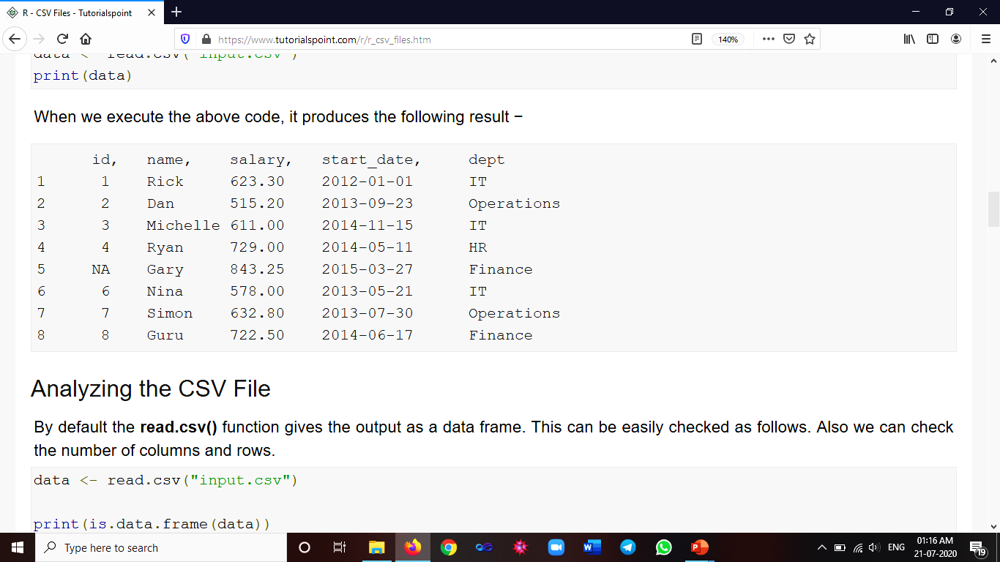 R - CSV Files - Tutorialspoint
https://www.tutorialspoint.com/r/r_csv_files.htm
140%
data <- read.csv("input.csv")
print(data)
When we execute the above code, it produces the following result −
id, name, salary, start_date, dept
1 1 Rick 623.30 2012-01-01 IT
2 2 Dan 515.20 2013-09-23 Operations
3 3 Michelle 611.00 2014-11-15 IT
4 4 Ryan 729.00 2014-05-11 HR
5 NA Gary 843.25 2015-03-27 Finance
6 6 Nina 578.00 2013-05-21 IT
7 7 Simon 632.80 2013-07-30 Operations
8 8 Guru 722.50 2014-06-17 Finance
Analyzing the CSV File
By default the read.csv() function gives the output as a data frame. This can be easily checked as follows. Also we can check
the number of columns and rows.
data <- read.csv("input.csv")
print(is.data.frame(data))
Type here to search
ENG
01:16 AM
21-07-2020
19